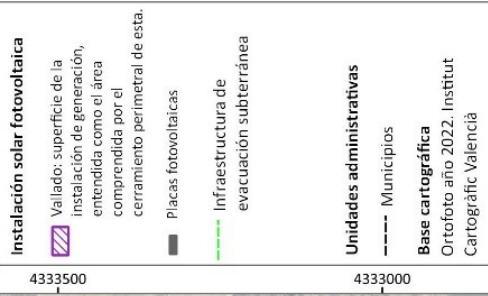 Instalación solar fotovoltaica
Vallado: superficie de la
instalación de generación,
entendida como el área
comprendida por el
cerramiento perimetral de esta.
Placas fotovoltaicas
Infraestructura de
evacuación subterránea
Unidades administrativas
Municipios
Base cartográfica
Ortofoto año 2022. Institut
Cartogràfic Valencià
4333500
4333000